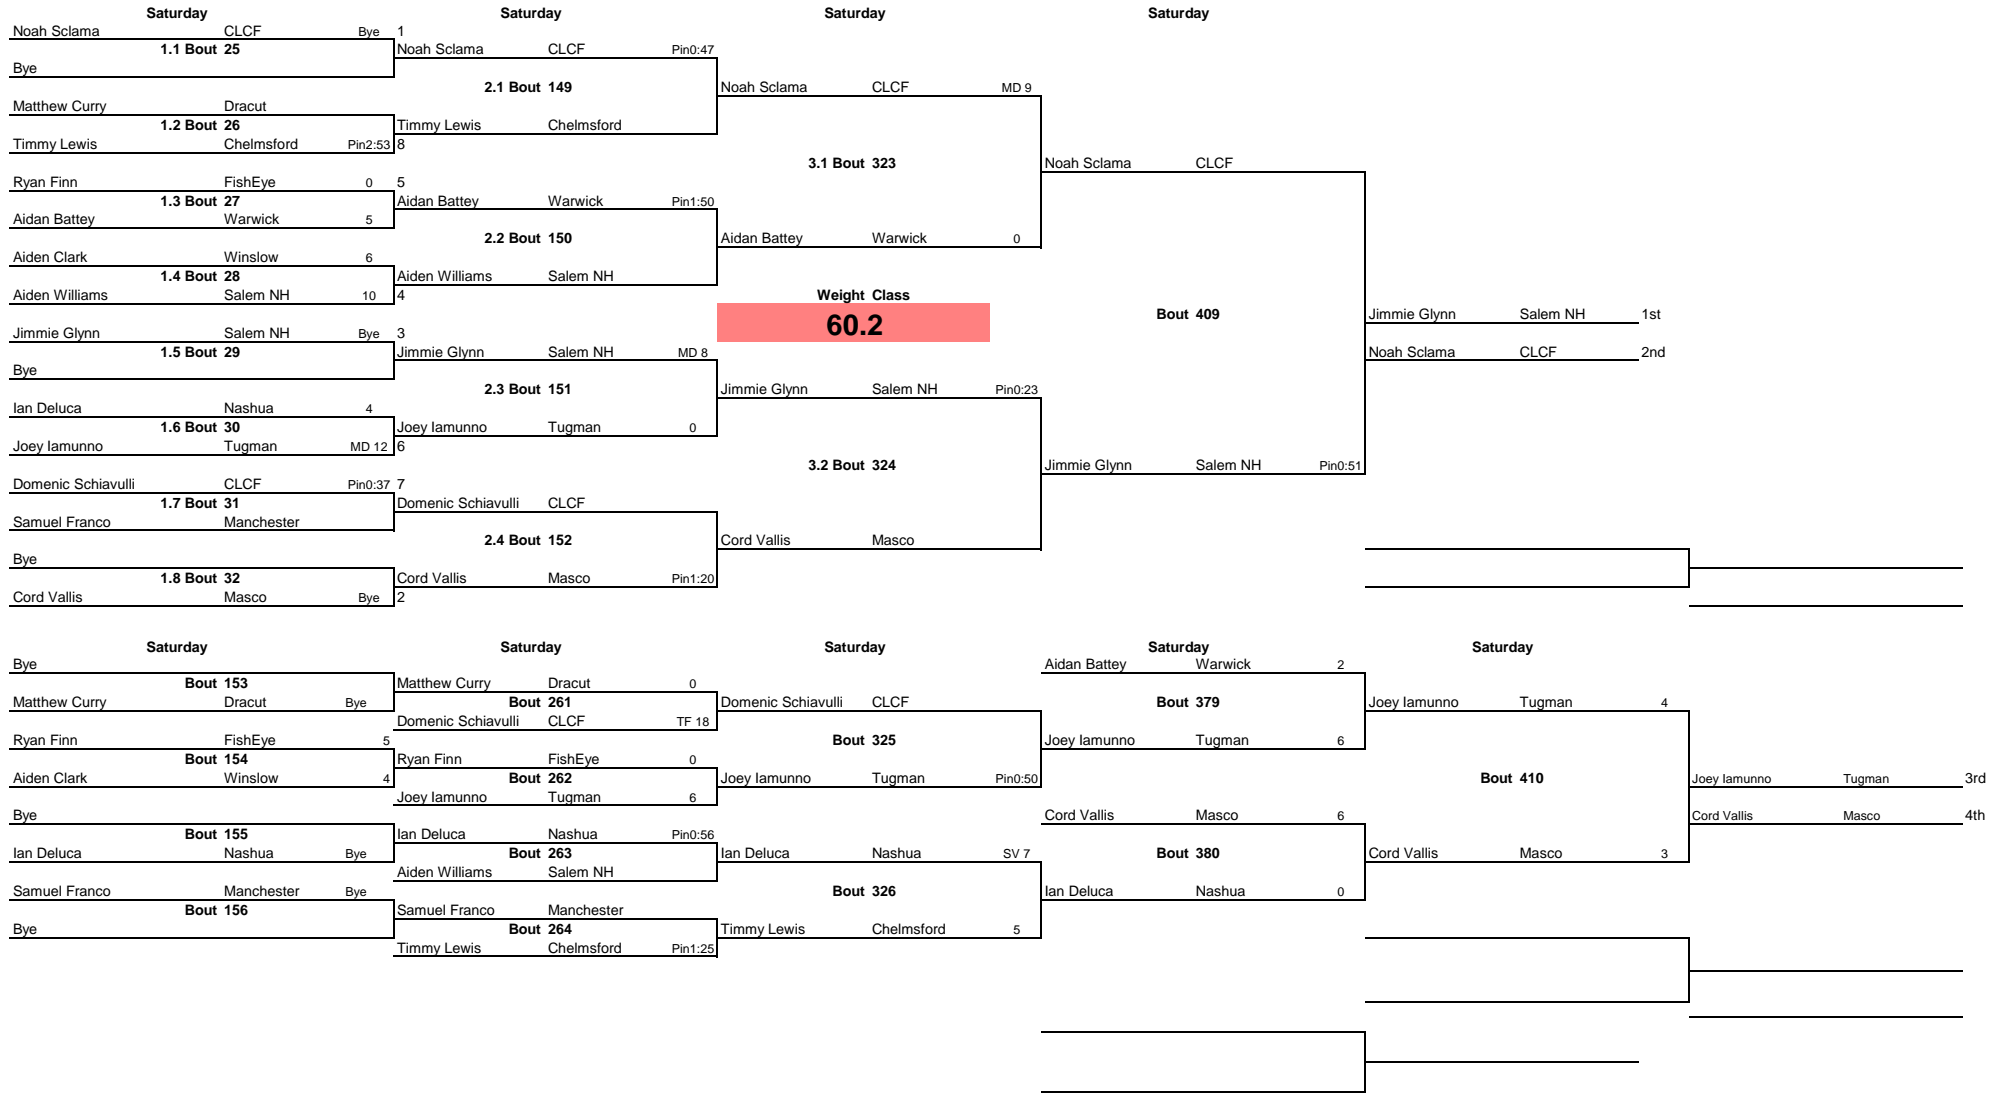 Saturday Saturday Saturday Saturday
Noah Sclama CLCF Bye 1
1.1 Bout 25 Noah Sclama CLCF Pin0:47
Bye
2.1 Bout 149 Noah Sclama CLCF MD 9
Matthew Curry Dracut
1.2 Bout 26 Timmy Lewis Chelmsford
Timmy Lewis Chelmsford Pin2:53 8
3.1 Bout 323 Noah Sclama CLCF
Ryan Finn FishEye 0 5
1.3 Bout 27 Aidan Battey Warwick Pin1:50
Aidan Battey Warwick 5
2.2 Bout 150 Aidan Battey Warwick 0
Aiden Clark Winslow 6
1.4 Bout 28 Aiden Williams Salem NH
Aiden Williams Salem NH 10 4 Weight Class
60.2 Bout 409 Jimmie Glynn Salem NH 1st
Jimmie Glynn Salem NH Bye 3
1.5 Bout 29 Jimmie Glynn Salem NH MD 8 Noah Sclama CLCF 2nd
Bye
2.3 Bout 151 Jimmie Glynn Salem NH Pin0:23
Ian Deluca Nashua 4
1.6 Bout 30 Joey Iamunno Tugman 0
Joey Iamunno Tugman MD 12 6
3.2 Bout 324 Jimmie Glynn Salem NH Pin0:51
Domenic Schiavulli CLCF Pin0:37 7
1.7 Bout 31 Domenic Schiavulli CLCF
Samuel Franco Manchester
2.4 Bout 152 Cord Vallis Masco
Bye
1.8 Bout 32 Cord Vallis Masco Pin1:20
Cord Vallis Masco Bye 2
Saturday Saturday Saturday Saturday Saturday
Bye Aidan Battey Warwick 2
Bout 153 Matthew Curry Dracut 0
Matthew Curry Dracut Bye Bout 261 Domenic Schiavulli CLCF Bout 379 Joey Iamunno Tugman 4
Domenic Schiavulli CLCF TF 18
Ryan Finn FishEye 5 Bout 325 Joey Iamunno Tugman 6
Bout 154 Ryan Finn FishEye 0
Aiden Clark Winslow 4 Bout 262 Joey Iamunno Tugman Pin0:50 Bout 410 Joey Iamunno Tugman 3rd
Joey Iamunno Tugman 6
Bye Cord Vallis Masco 6 Cord Vallis Masco 4th
Bout 155 Ian Deluca Nashua Pin0:56
Ian Deluca Nashua Bye Bout 263 Ian Deluca Nashua SV 7 Bout 380 Cord Vallis Masco 3
Aiden Williams Salem NH
Samuel Franco Manchester Bye Bout 326 Ian Deluca Nashua 0
Bout 156 Samuel Franco Manchester
Bye Bout 264 Timmy Lewis Chelmsford 5
Timmy Lewis Chelmsford Pin1:25